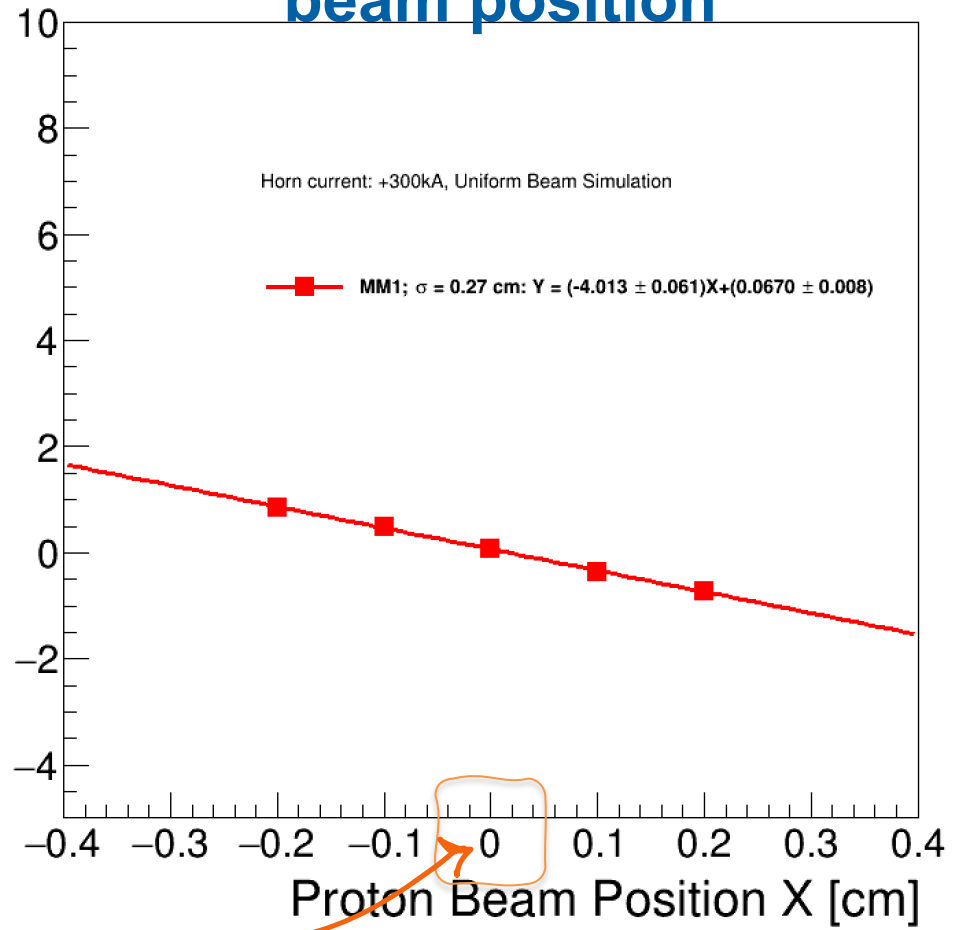 beam position
10
8
6
4
2
0
−2
−4
Horn current: +300kA, Uniform Beam Simulation
MM1; σ = 0.27 cm: Y = (-4.013 ± 0.061)X+(0.0670 ± 0.008)
−0.4 −0.3 −0.2 −0.1 0 0.1 0.2 0.3 0.4
Proton Beam Position X [cm]